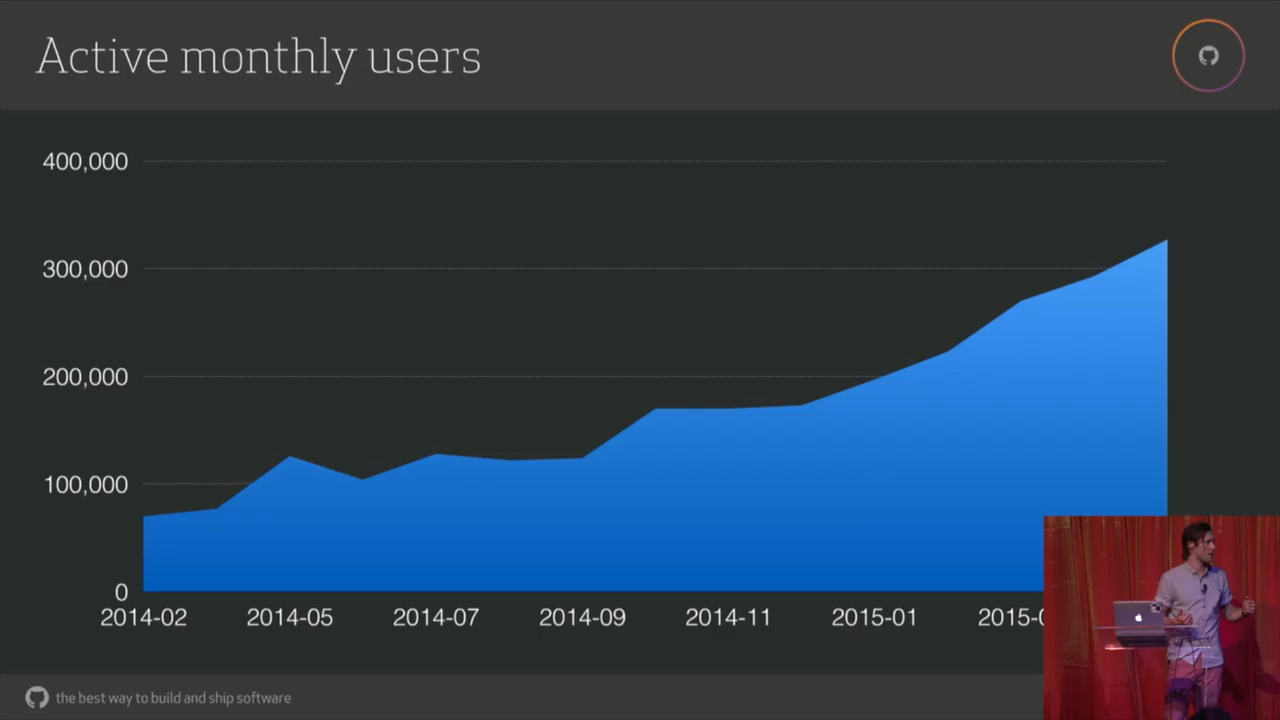 Active monthly users
400,000
300,000
200,000
100,000
0
2014-02 2014-05 2014-07 2014-09 2014-11 2015-01
the best way to build and ship software